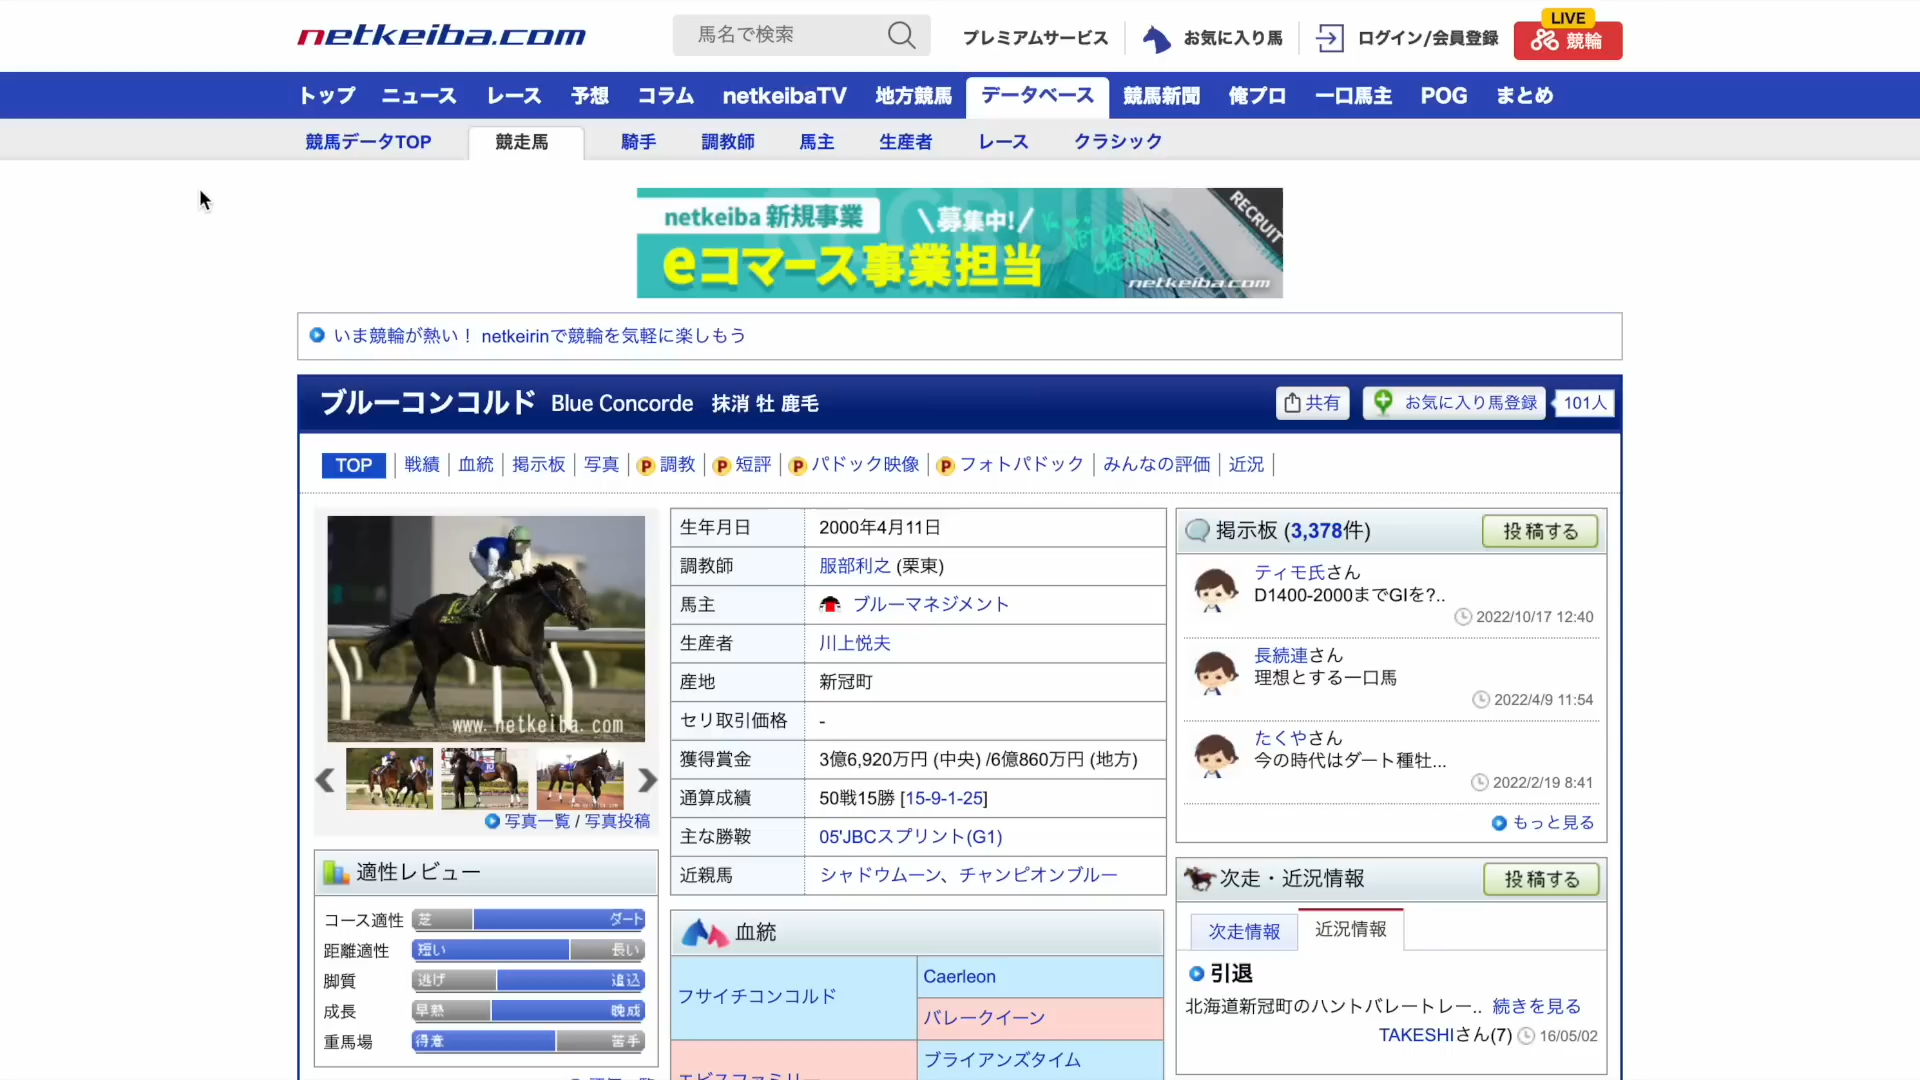 netkeiba.com
馬名で検索
プレミアムサービス
お気に入り馬
ログイン/会員登録
LIVE
競輪
トップ ニュース レース 予想 コラム netkeibaTV 地方競馬 データベース 競馬新聞 俺プロ 一口馬主 POG まとめ
競馬データTOP 競走馬 騎手 調教師 馬主 生産者 レース クラシック
netkeiba 新規事業
\募集中!/
RECRUIT
eコマース事業担当
netkeiba.com
いま競輪が熱い！ netkeirinで競輪を気軽に楽しもう
ブルーコンコルド Blue Concorde 抹消 牡 鹿毛
共有
お気に入り馬登録
101人
TOP 戦績 血統 掲示板 写真 P 調教 P 短評 P パドック映像 P フォトパドック みんなの評価 近況
www.netkeiba.com
写真一覧 / 写真投稿
適性レビュー
コース適性 芝 ダート
距離適性 短い 長い
脚質 逃げ 追込
成長 早熟 晩成
重馬場 得意 苦手
生年月日 2000年4月11日
調教師 服部利之 (栗東)
馬主 ブルーマネジメント
生産者 川上悦夫
産地 新冠町
セリ取引価格 -
獲得賞金 3億6,920万円 (中央) /6億860万円 (地方)
通算成績 50戦15勝 [15-9-1-25]
主な勝鞍 05'JBCスプリント(G1)
近親馬 シャドウムーン、チャンピオンブルー
血統
フサイチコンコルド
Caerleon
バレークイーン
エビスファミリー
ブライアンズタイム
掲示板 (3,378件)
投稿する
ティモ氏さん
D1400-2000までGIを?..
2022/10/17 12:40
長続連さん
理想とする一口馬
2022/4/9 11:54
たくやさん
今の時代はダート種牡...
2022/2/19 8:41
もっと見る
次走・近況情報
投稿する
次走情報 近況情報
引退
北海道新冠町のハントバレートレー.. 続きを見る
TAKESHIさん(7) 16/05/02